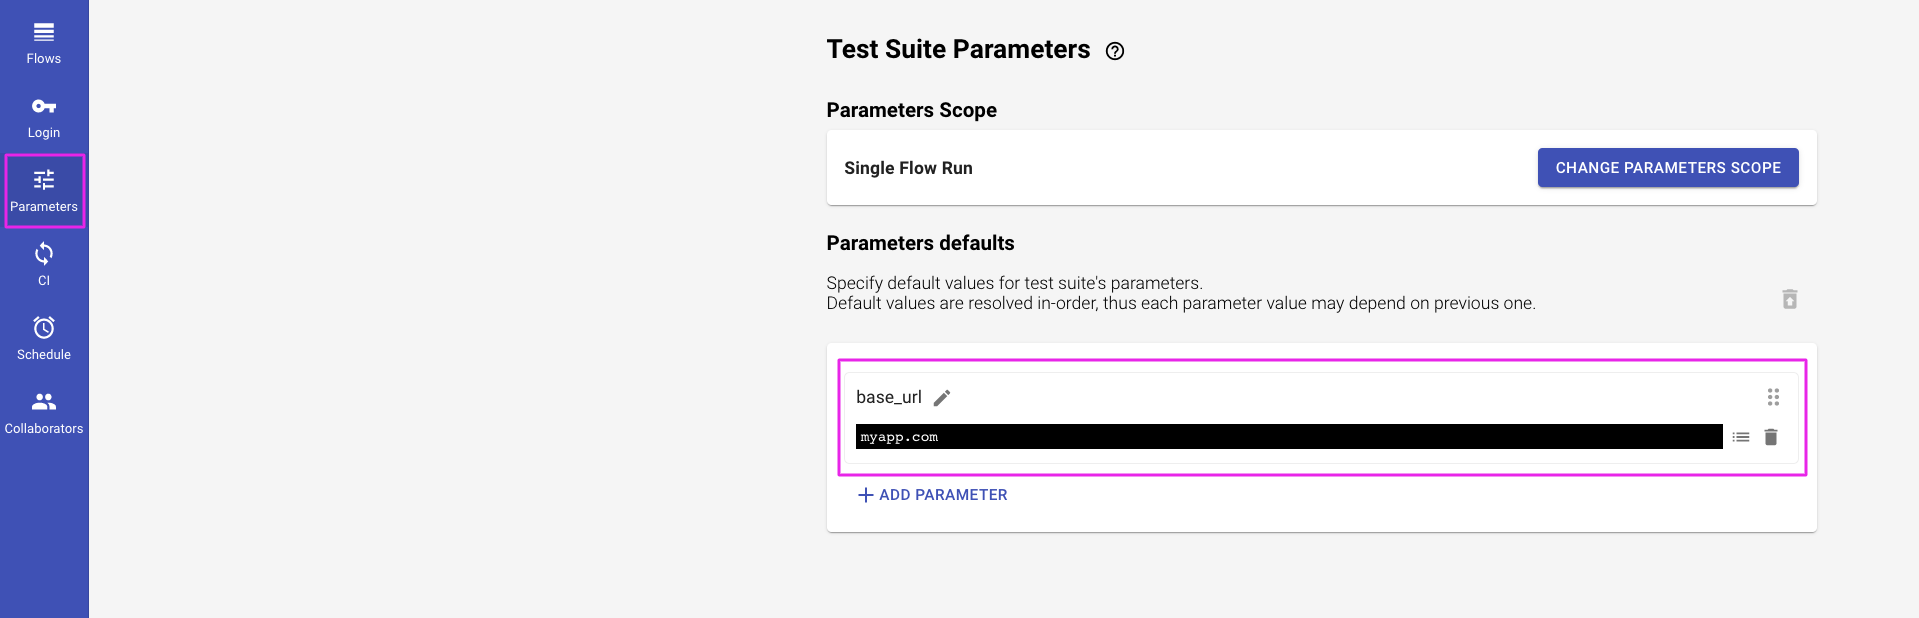 Flows
Login
Parameters
CI
Schedule
Collaborators
Test Suite Parameters
Parameters Scope
Single Flow Run
CHANGE PARAMETERS SCOPE
Parameters defaults
Specify default values for test suite's parameters.
Default values are resolved in-order, thus each parameter value may depend on previous one.
base_url
myapp.com
ADD PARAMETER